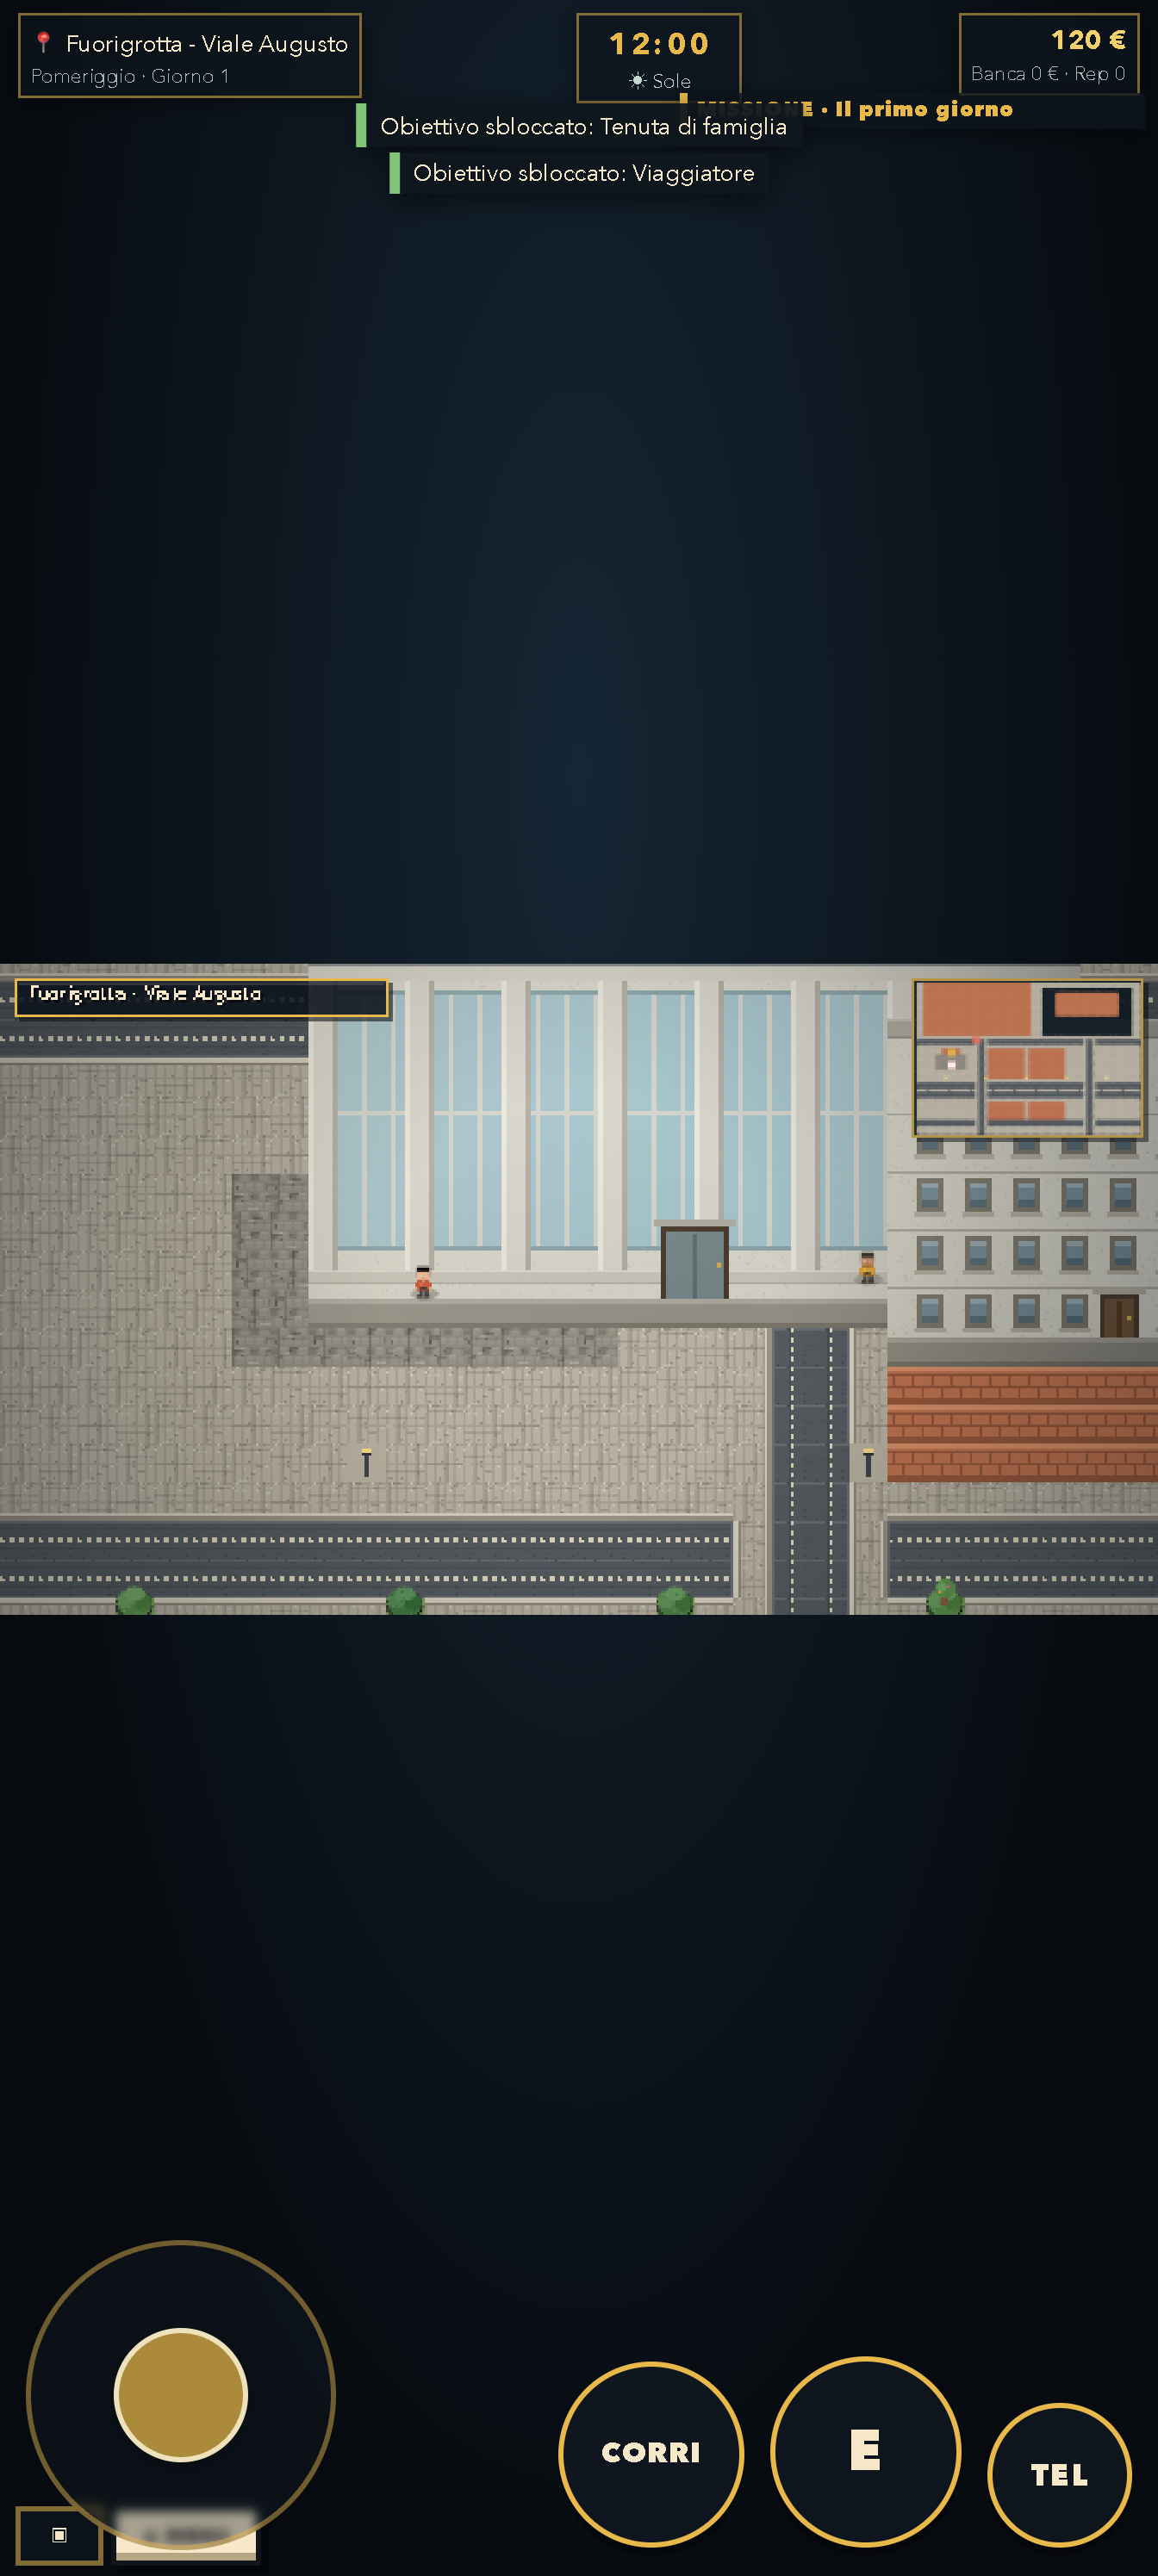 Fuorigrotta - Viale Augusto
Pomeriggio · Giorno 1
12:00
Sole
120 €
Banca 0 € · Rep 0
MISSIONE · Il primo giorno
Obiettivo sbloccato: Tenuta di famiglia
Obiettivo sbloccato: Viaggiatore
Fuorigrotta - Viale Augusto
CORRI
E
TEL